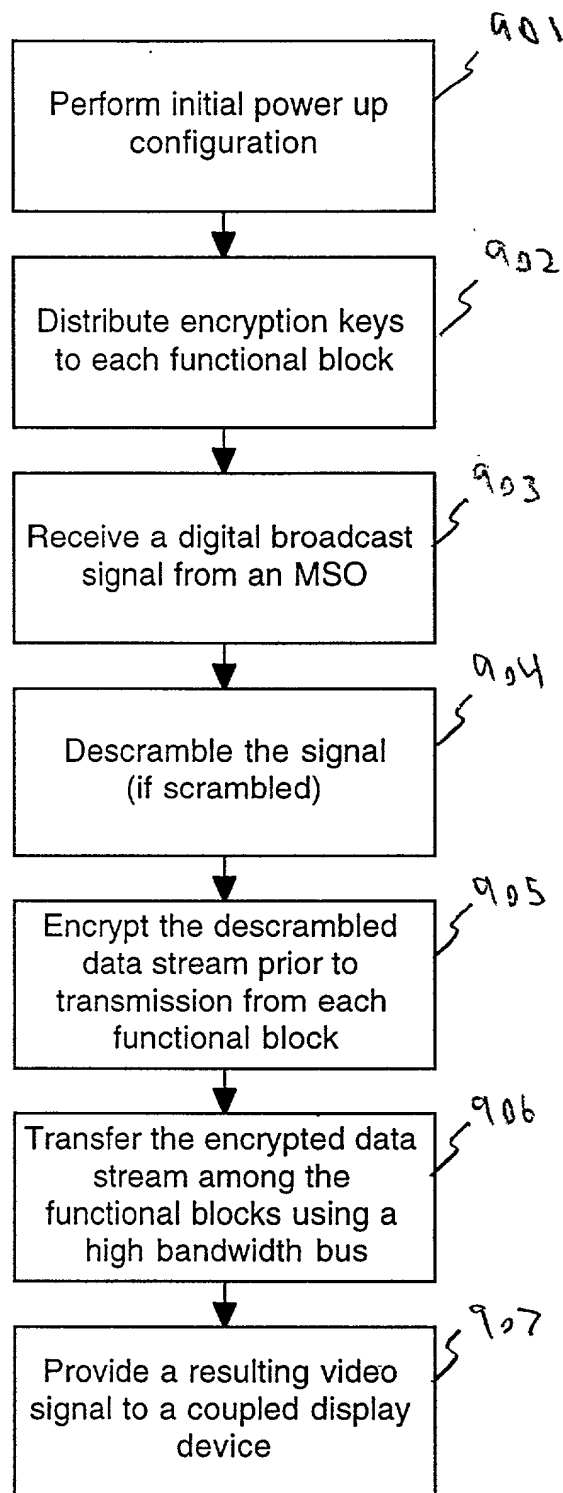 901
Perform initial power up
configuration
902
Distribute encryption keys
to each functional block
903
Receive a digital broadcast
signal from an MSO
904
Descramble the signal
(if scrambled)
905
Encrypt the descrambled
data stream prior to
transmission from each
functional block
906
Transfer the encrypted data
stream among the
functional blocks using a
high bandwidth bus
907
Provide a resulting video
signal to a coupled display
device